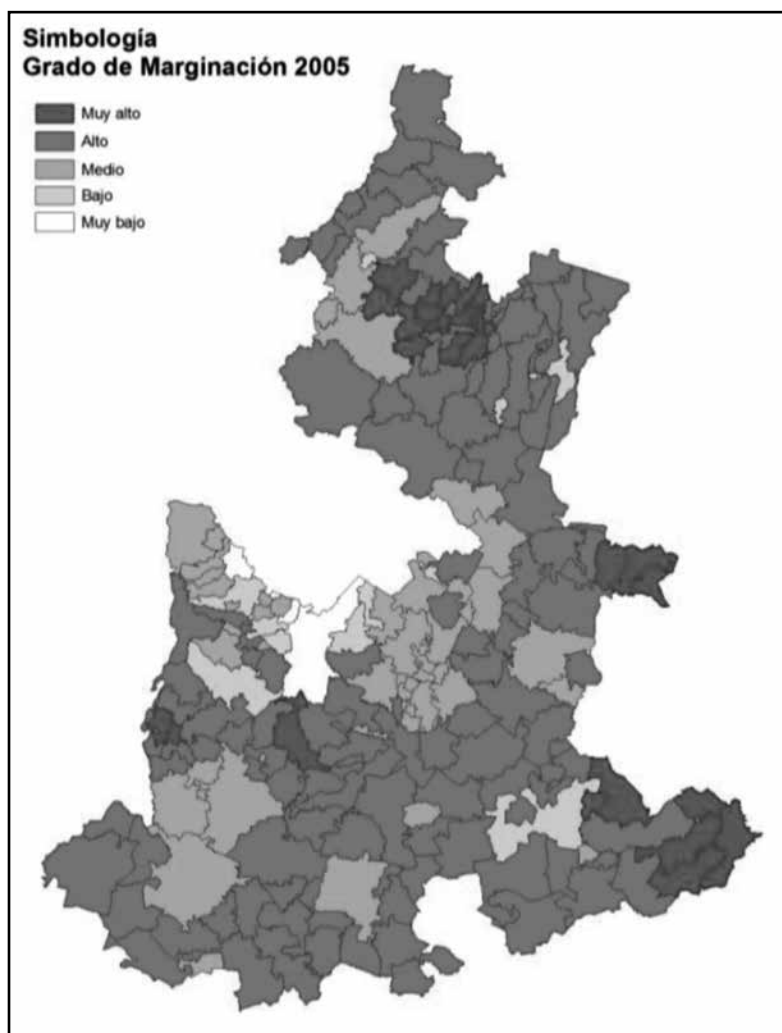 Simbología
Grado de Marginación 2005
Muy alto
Alto
Medio
Bajo
Muy bajo